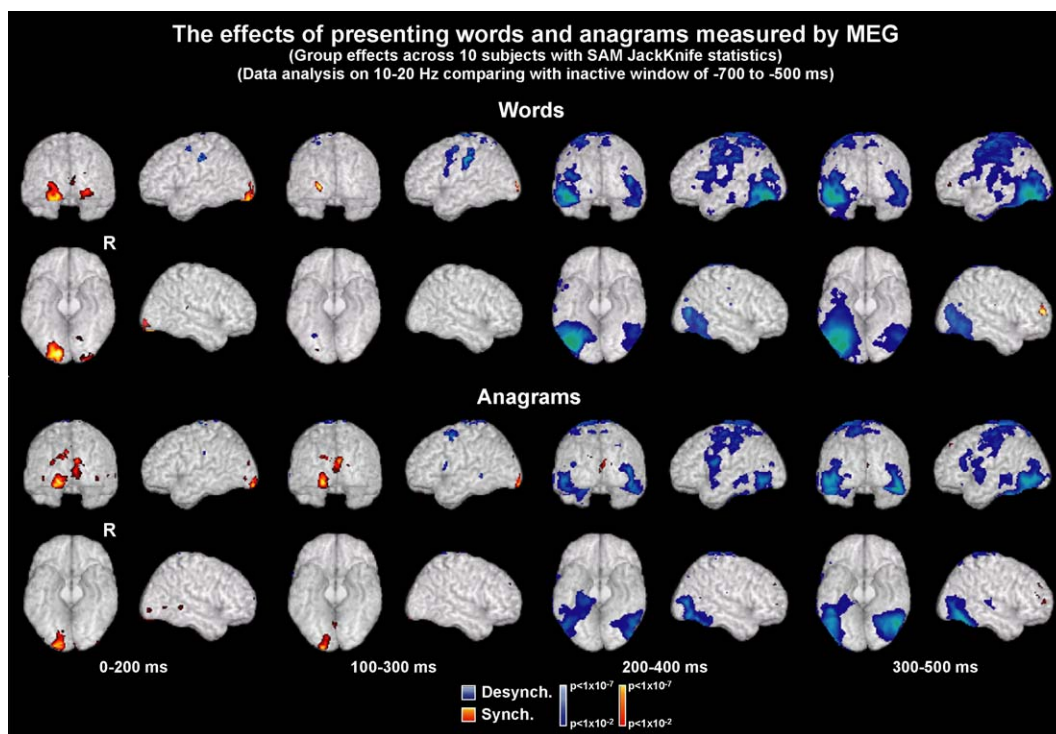 The effects of presenting words and anagrams measured by MEG
(Group effects across 10 subjects with SAM JackKnife statistics)
(Data analysis on 10-20 Hz comparing with inactive window of -700 to -500 ms)
Words
R
Anagrams
R
0-200 ms 100-300 ms 200-400 ms 300-500 ms
Desynch. p<1x10⁻⁷ p<1x10⁻⁷
Synch. p<1x10⁻² p<1x10⁻²